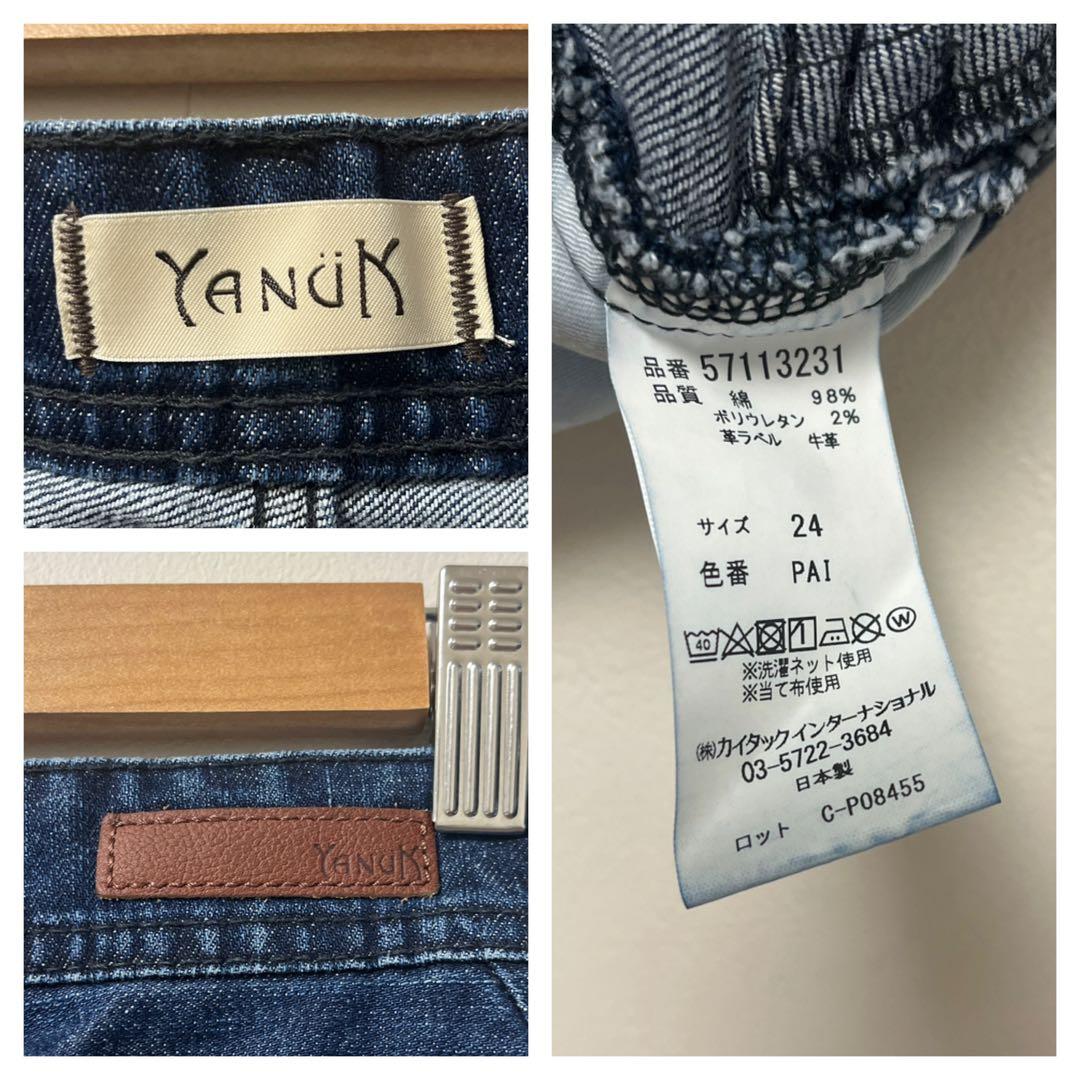 YANÜK
YANUK
品番 57113231
品質 綿 98%
ポリウレタン 2%
革ラベル 牛革
サイズ 24
色番 PAI
40 1 W
※洗濯ネット使用
※当て布使用
㈱カイタックインターナショナル
03-5722-3684
日本製
ロット C-P08455